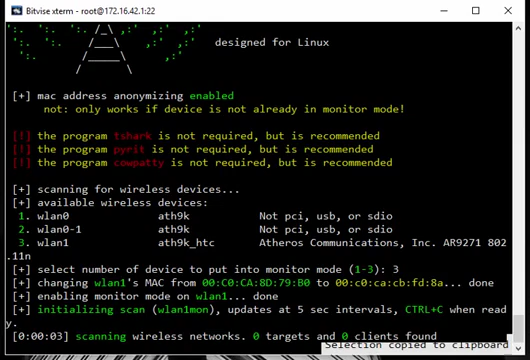 Bitvise xterm - root@172.16.42.1:22
designed for Linux
[+] mac address anonymizing enabled
not: only works if device is not already in monitor mode!
[!] the program tshark is not required, but is recommended
[!] the program pyrit is not required, but is recommended
[!] the program cowpatty is not required, but is recommended
[+] scanning for wireless devices...
[+] available wireless devices:
1. wlan0 ath9k Not pci, usb, or sdio
2. wlan0-1 ath9k Not pci, usb, or sdio
3. wlan1 ath9k_htc Atheros Communications, Inc. AR9271 802
.11n
[+] select number of device to put into monitor mode (1-3): 3
[+] changing wlan1's MAC from 00:C0:CA:8D:79:B0 to 00:c0:ca:cb:fd:8a... done
[+] enabling monitor mode on wlan1... done
[+] initializing scan (wlan1mon), updates at 5 sec intervals, CTRL+C when read
y.
[0:00:03] scanning wireless networks. 0 targets and 0 clients found
Selection copied to clipboard